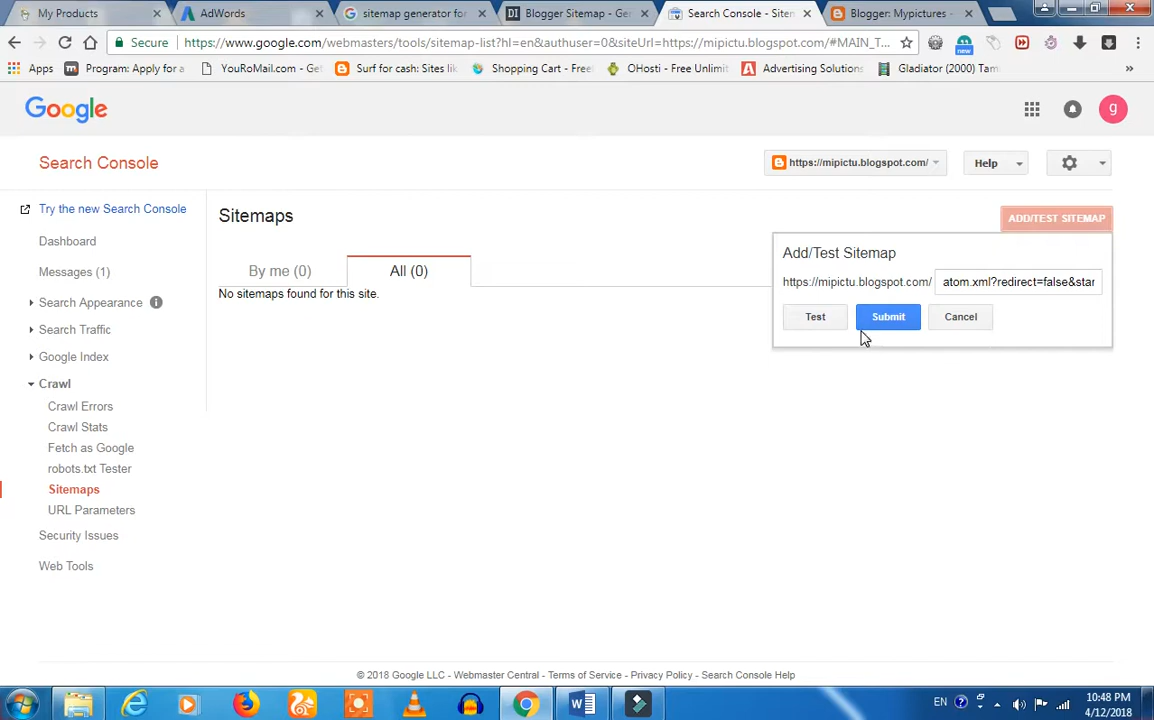 My Products
AdWords
sitemap generator for
Blogger Sitemap - Ge
Search Console - Siten
Blogger: Mypictures -
Secure
https://www.google.com/webmasters/tools/sitemap-list?hl=en&authuser=0&siteUrl=https://mipictu.blogspot.com/#MAIN_T...
new
Apps
Program: Apply for a
YouRoMail.com - Get
Surf for cash: Sites lik
Shopping Cart - Free
OHosti - Free Unlimit
Advertising Solutions
Gladiator (2000) Tam
»
Google
g
Search Console
https://mipictu.blogspot.com/
Help
Try the new Search Console
Sitemaps
ADD/TEST SITEMAP
Dashboard
Add/Test Sitemap
Messages (1)
By me (0)
All (0)
https://mipictu.blogspot.com/
atom.xml?redirect=false&star
No sitemaps found for this site.
Search Appearance
Test
Submit
Cancel
Search Traffic
Google Index
Crawl
Crawl Errors
Crawl Stats
Fetch as Google
robots.txt Tester
Sitemaps
URL Parameters
Security Issues
Web Tools
© 2018 Google LLC - Webmaster Central - Terms of Service - Privacy Policy - Search Console Help
EN
10:48 PM
4/12/2018